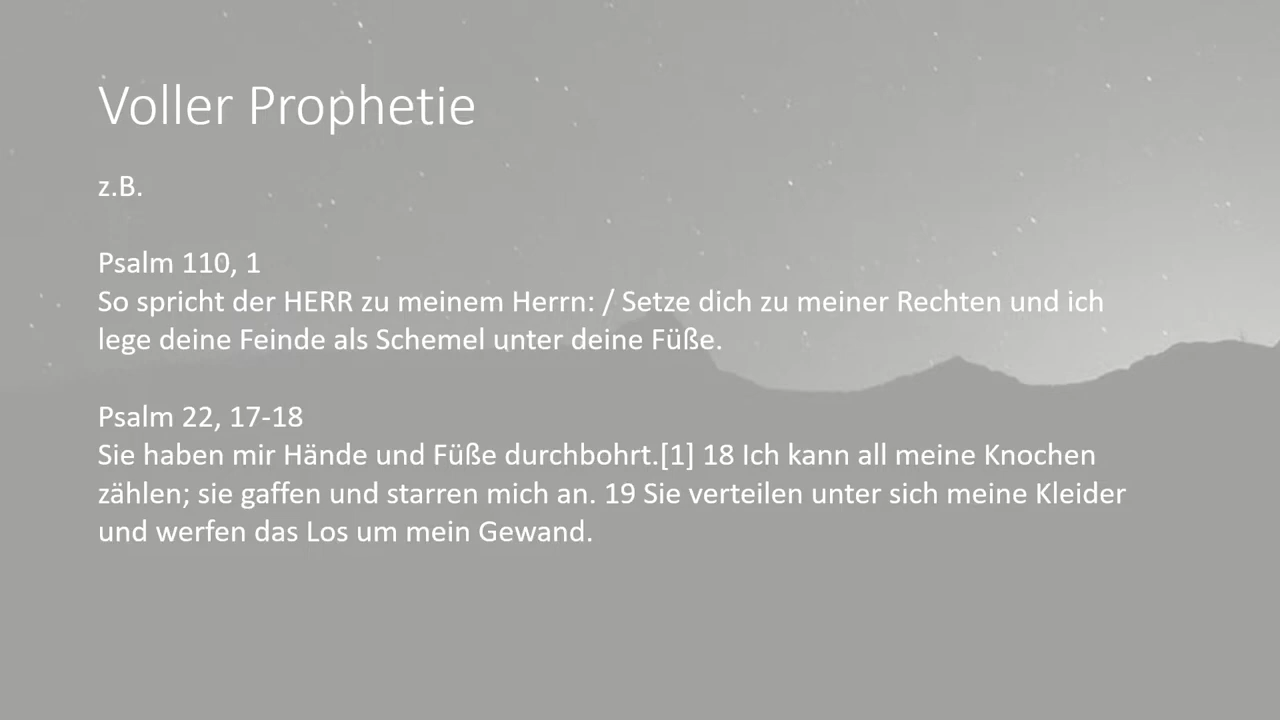 Voller Prophetie
z.B.
Psalm 110, 1
So spricht der HERR zu meinem Herrn: / Setze dich zu meiner Rechten und ich
lege deine Feinde als Schemel unter deine Füße.
Psalm 22, 17-18
Sie haben mir Hände und Füße durchbohrt.[1] 18 Ich kann all meine Knochen
zählen; sie gaffen und starren mich an. 19 Sie verteilen unter sich meine Kleider
und werfen das Los um mein Gewand.